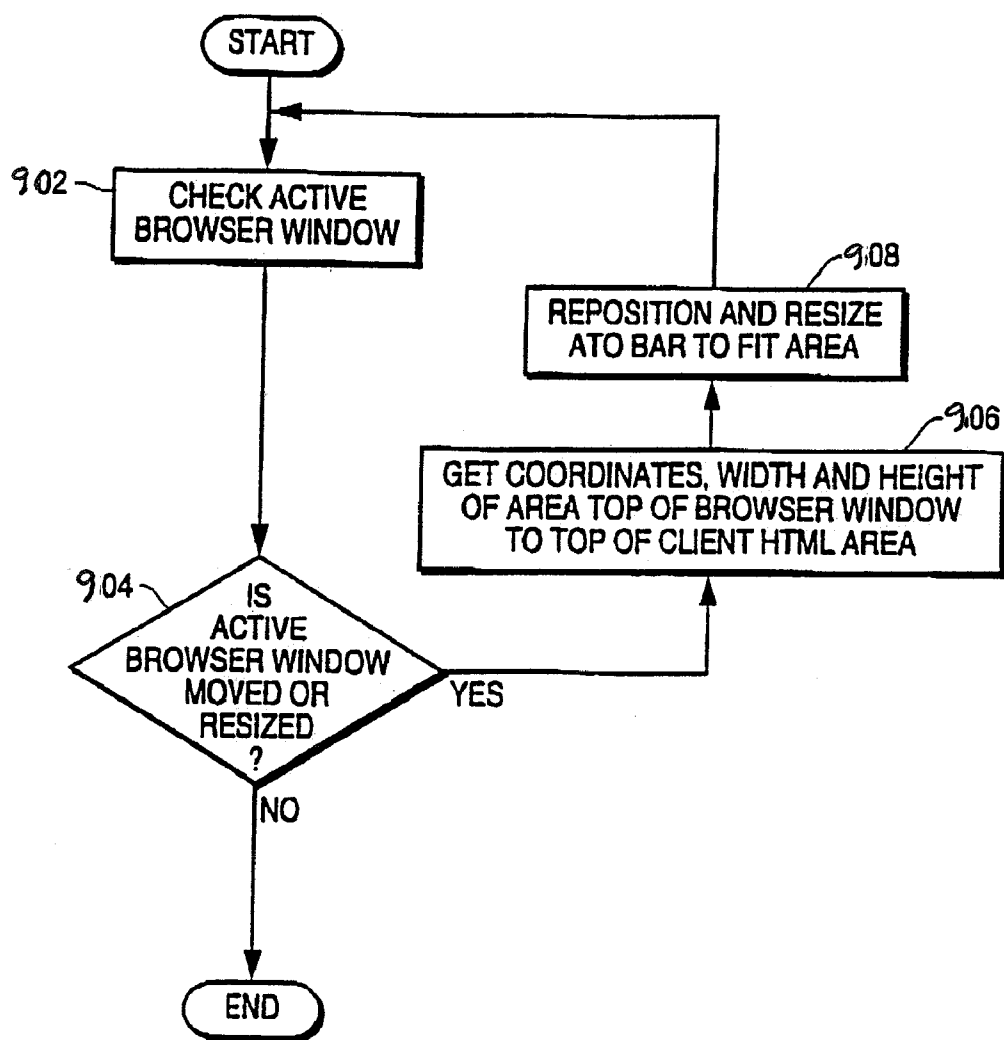 START
902
CHECK ACTIVE
BROWSER WINDOW
908
REPOSITION AND RESIZE
ATO BAR TO FIT AREA
906
GET COORDINATES, WIDTH AND HEIGHT
OF AREA TOP OF BROWSER WINDOW
TO TOP OF CLIENT HTML AREA
904
IS
ACTIVE
BROWSER WINDOW
MOVED OR
RESIZED
?
YES
NO
END